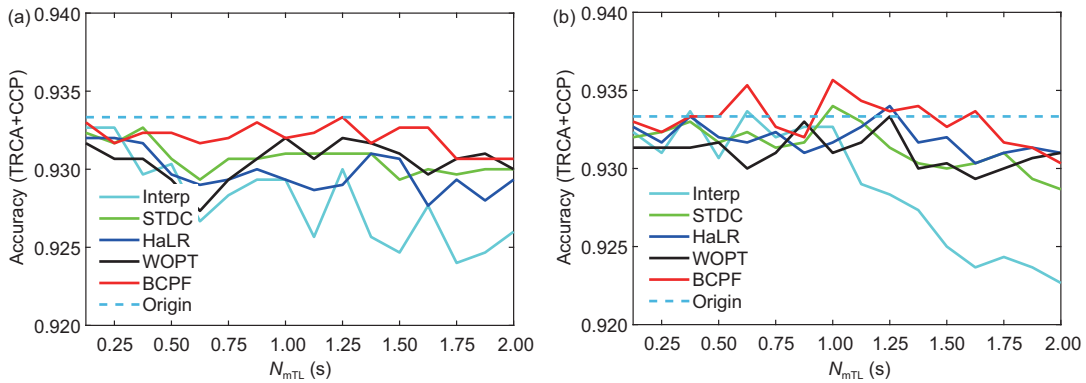 (a)
0.940
0.935
0.930
0.925
0.920
Accuracy (TRCA+CCP)
Interp
STDC
HaLR
WOPT
BCPF
Origin
0.25 0.50 0.75 1.00 1.25 1.50 1.75 2.00
N_mTL (s)
(b)
0.940
0.935
0.930
0.925
0.920
Accuracy (TRCA+CCP)
Interp
STDC
HaLR
WOPT
BCPF
Origin
0.25 0.50 0.75 1.00 1.25 1.50 1.75 2.00
N_mTL (s)